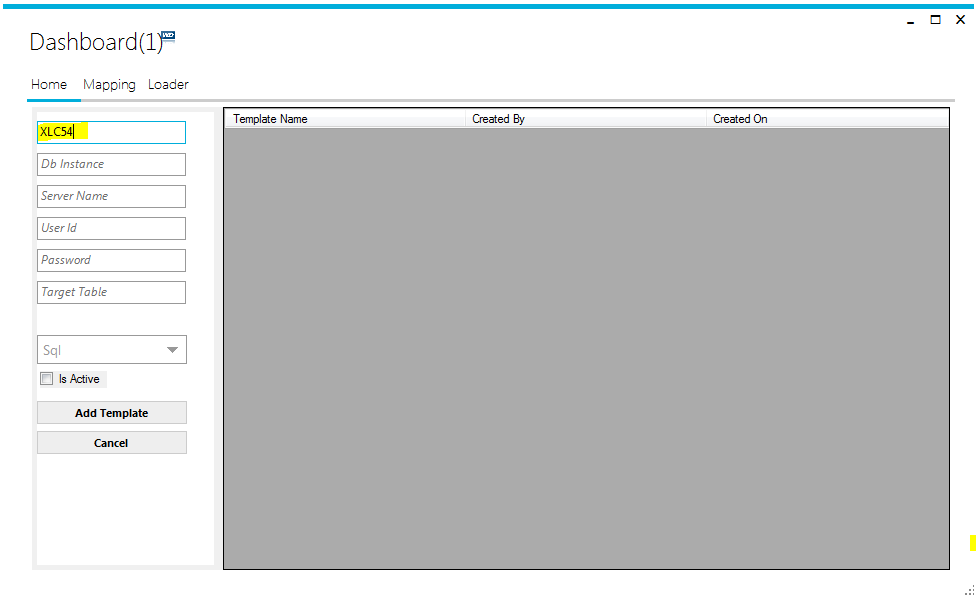 Dashboard(1)
Home Mapping Loader
XLC54
Db Instance
Server Name
User Id
Password
Target Table
Sql
Is Active
Add Template
Cancel
Template Name Created By Created On